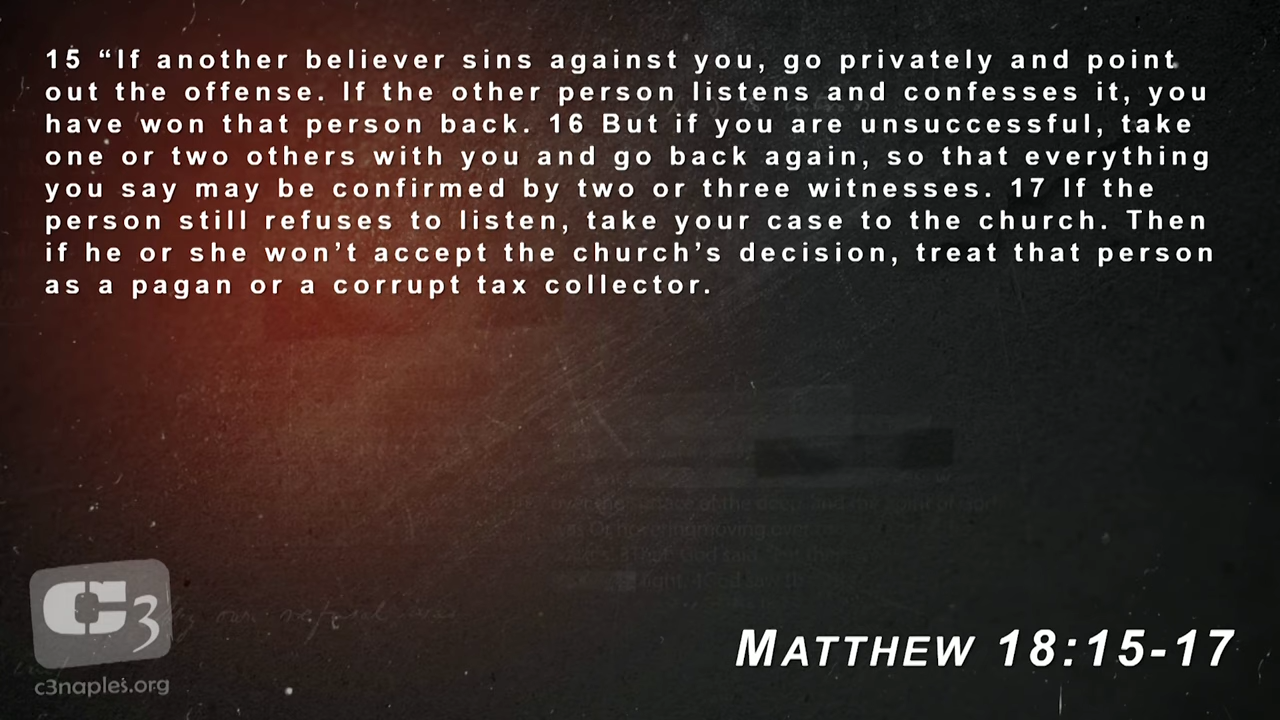 15 “If another believer sins against you, go privately and point
out the offense. If the other person listens and confesses it, you
have won that person back. 16 But if you are unsuccessful, take
one or two others with you and go back again, so that everything
you say may be confirmed by two or three witnesses. 17 If the
person still refuses to listen, take your case to the church. Then
if he or she won’t accept the church’s decision, treat that person
as a pagan or a corrupt tax collector.
C3
c3naples.org
MATTHEW 18:15-17